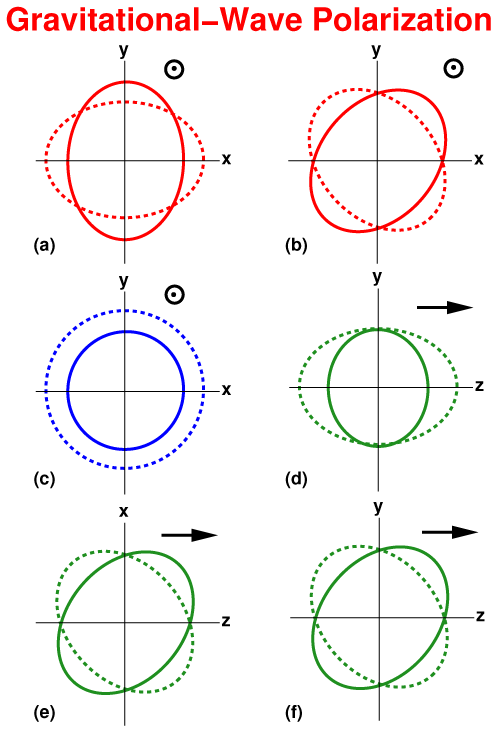 Gravitational–Wave Polarization
y
y
x
x
(a)
(b)
y
y
x
z
(c)
(d)
x
y
z
z
(e)
(f)